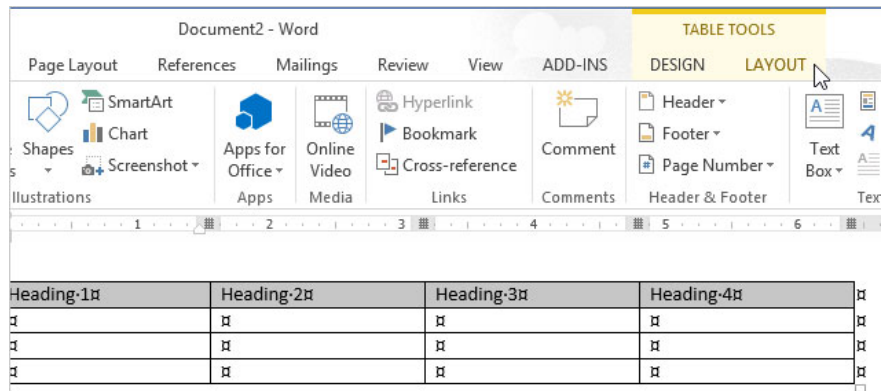 Document2 - Word
TABLE TOOLS
Page Layout References Mailings Review View ADD-INS DESIGN LAYOUT
SmartArt Hyperlink Header
Chart Bookmark Footer
Shapes Apps for Online Comment Text
Screenshot Office Video Cross-reference Page Number Box
llustrations Apps Media Links Comments Header & Footer Tex
1 2 3 4 5 6
Heading·1¤ Heading·2¤ Heading·3¤ Heading·4¤ ¤
¤ ¤ ¤ ¤ ¤
¤ ¤ ¤ ¤ ¤
¤ ¤ ¤ ¤ ¤